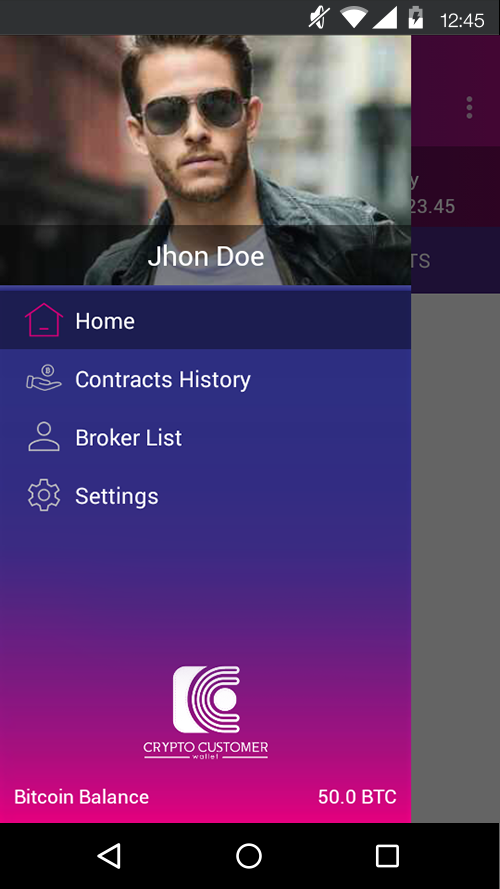 12:45
Jhon Doe
Home
Contracts History
Broker List
Settings
CRYPTO CUSTOMER
wallet
Bitcoin Balance 50.0 BTC
y
23.45
TS